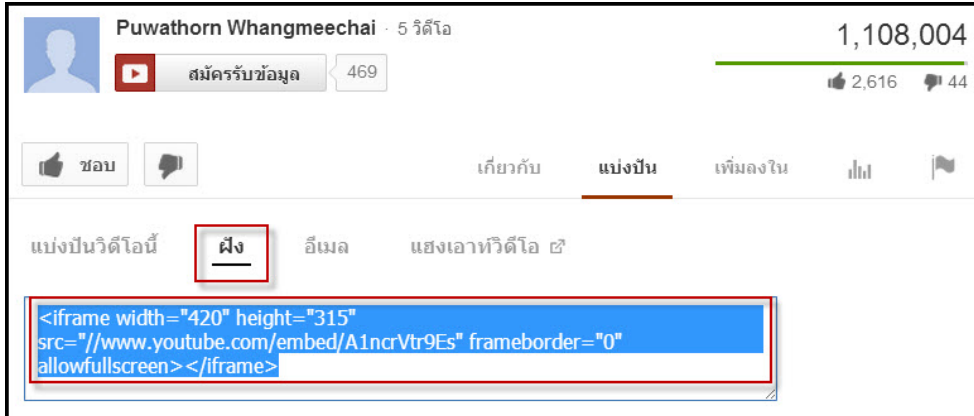 Puwathorn Whangmeechai · 5 วิดีโอ
สมัครรับข้อมูล 469
1,108,004
2,616 44
ชอบ
เกี่ยวกับ แบ่งปัน เพิ่มลงใน
แบ่งปันวิดีโอนี้ ฝัง อีเมล แฮงเอาท์วิดีโอ
<iframe width="420" height="315"
src="//www.youtube.com/embed/A1ncrVtr9Es" frameborder="0"
allowfullscreen></iframe>